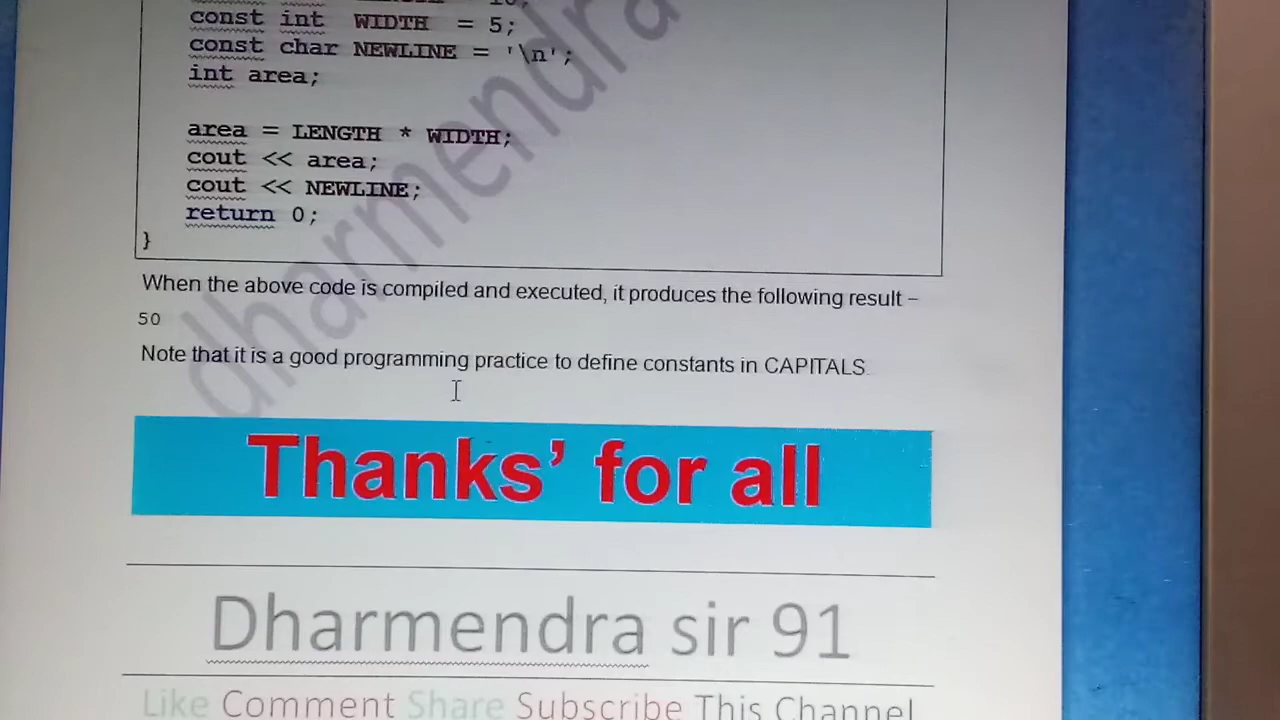 const int WIDTH = 5;
const char NEWLINE = '\n';
int area;
area = LENGTH * WIDTH;
cout << area;
cout << NEWLINE;
return 0;
}
When the above code is compiled and executed, it produces the following result –
50
Note that it is a good programming practice to define constants in CAPITALS
dharmendra
Thanks’ for all
Dharmendra sir 91
Like Comment Share Subscribe This Channel